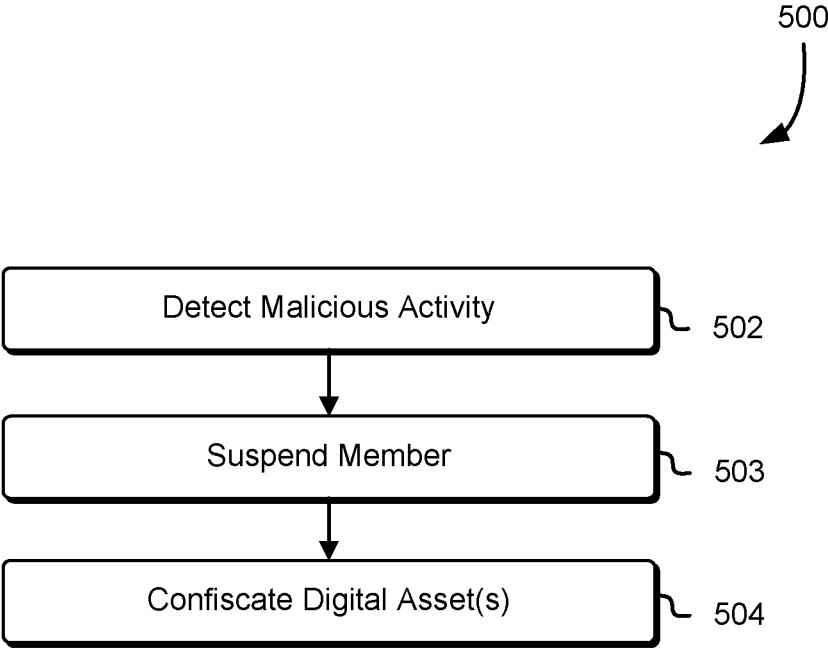 500
Detect Malicious Activity
502
Suspend Member
503
Confiscate Digital Asset(s)
504